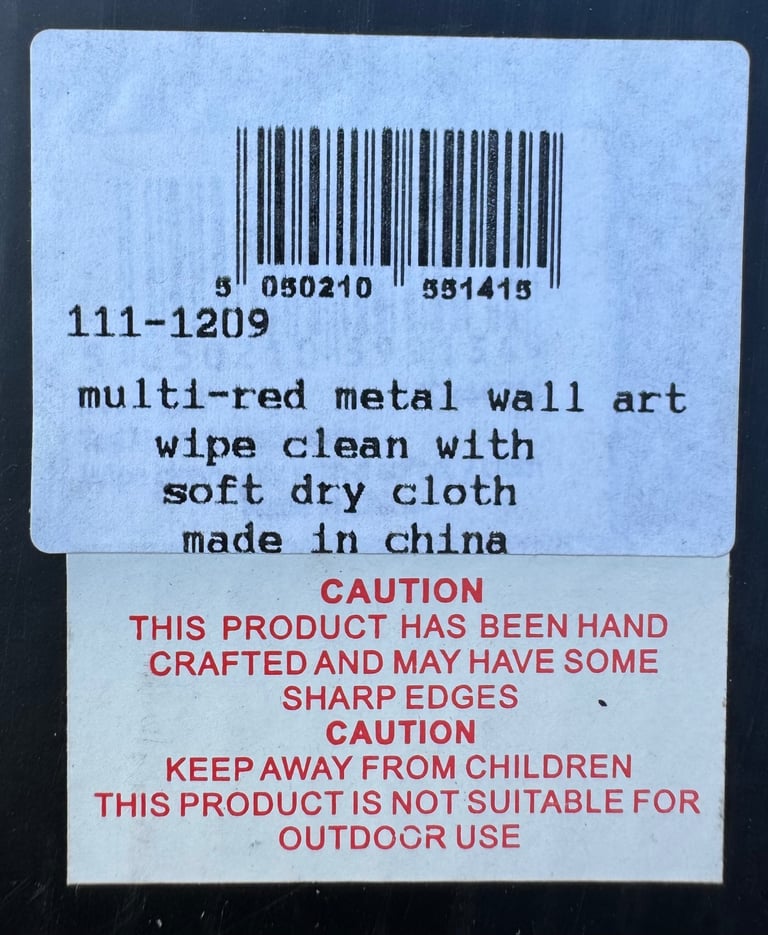 5 050210 551415
111-1209
multi-red metal wall art
wipe clean with
soft dry cloth
made in china
CAUTION
THIS PRODUCT HAS BEEN HAND
CRAFTED AND MAY HAVE SOME
SHARP EDGES
CAUTION
KEEP AWAY FROM CHILDREN
THIS PRODUCT IS NOT SUITABLE FOR
OUTDOOR USE